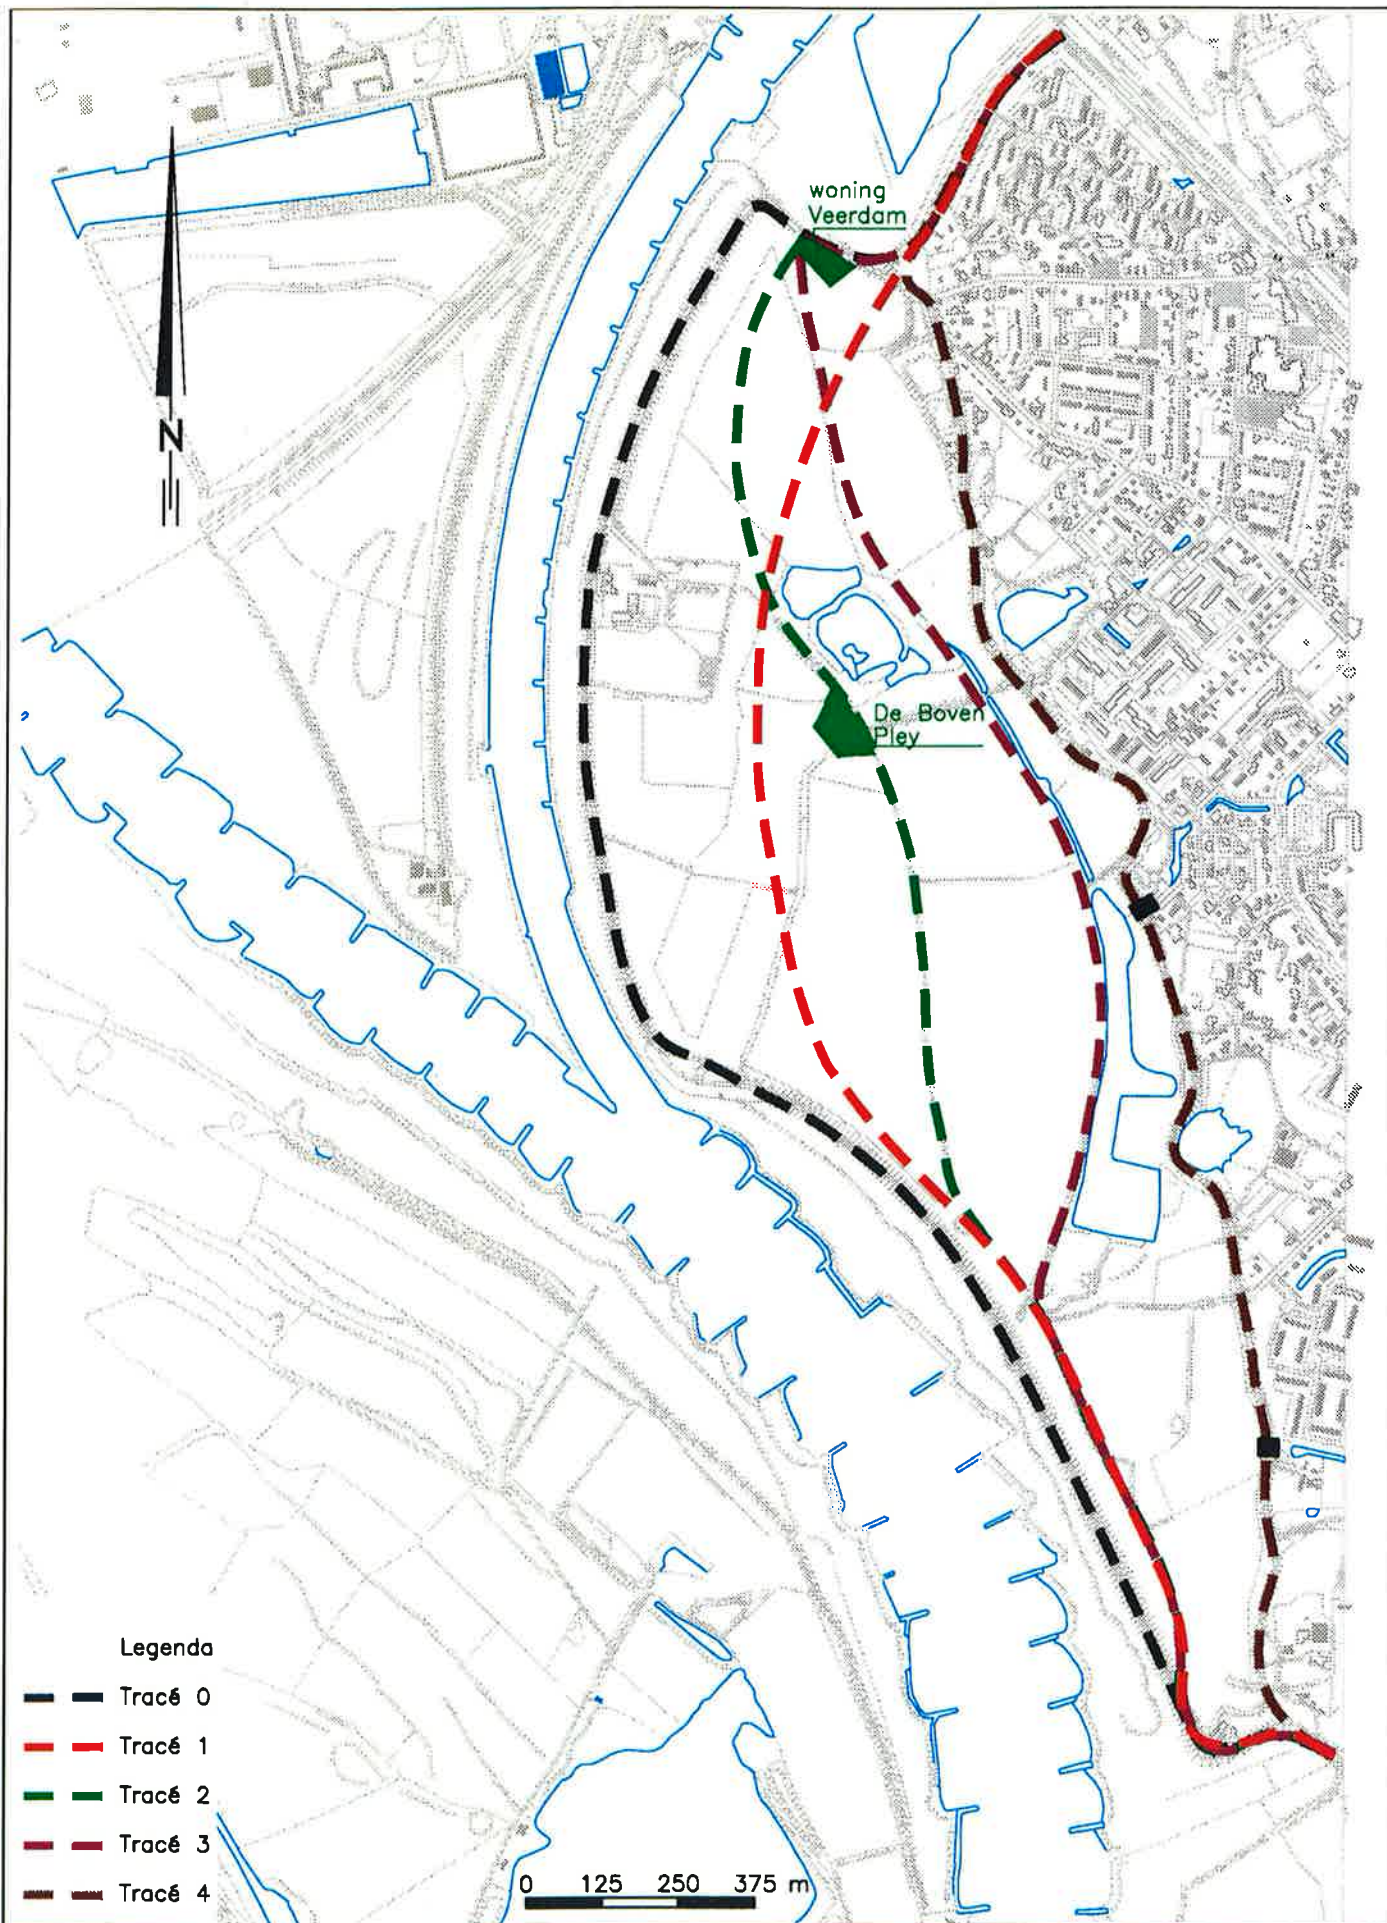 woning
Veerdam
N
De Boven
Pley
Legenda
Tracé 0
Tracé 1
Tracé 2
Tracé 3
Tracé 4
0 125 250 375 m